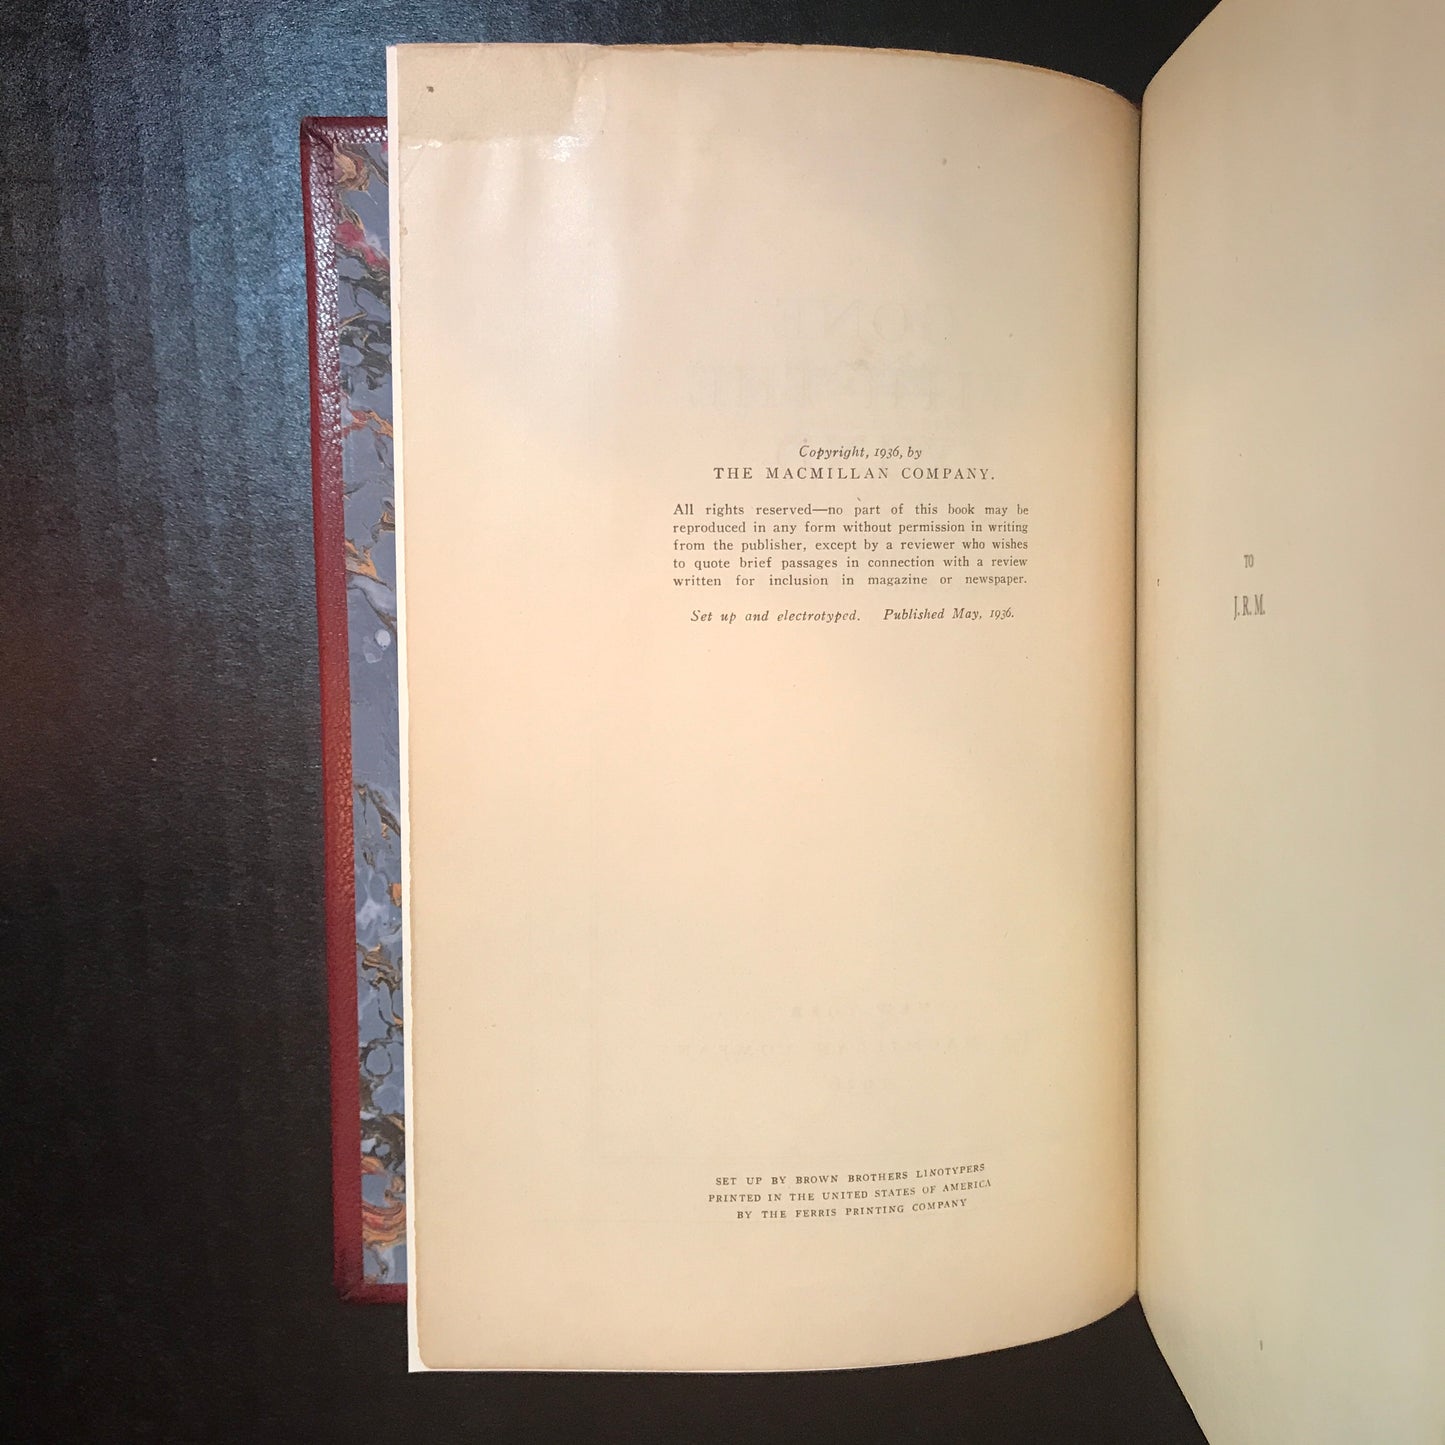 Copyright, 1936, by
THE MACMILLAN COMPANY.
All rights reserved—no part of this book may be
reproduced in any form without permission in writing
from the publisher, except by a reviewer who wishes
to quote brief passages in connection with a review
written for inclusion in magazine or newspaper.
Set up and electrotyped. Published May, 1936.
SET UP BY BROWN BROTHERS LINOTYPERS
PRINTED IN THE UNITED STATES OF AMERICA
BY THE FERRIS PRINTING COMPANY
TO
J. R. M.